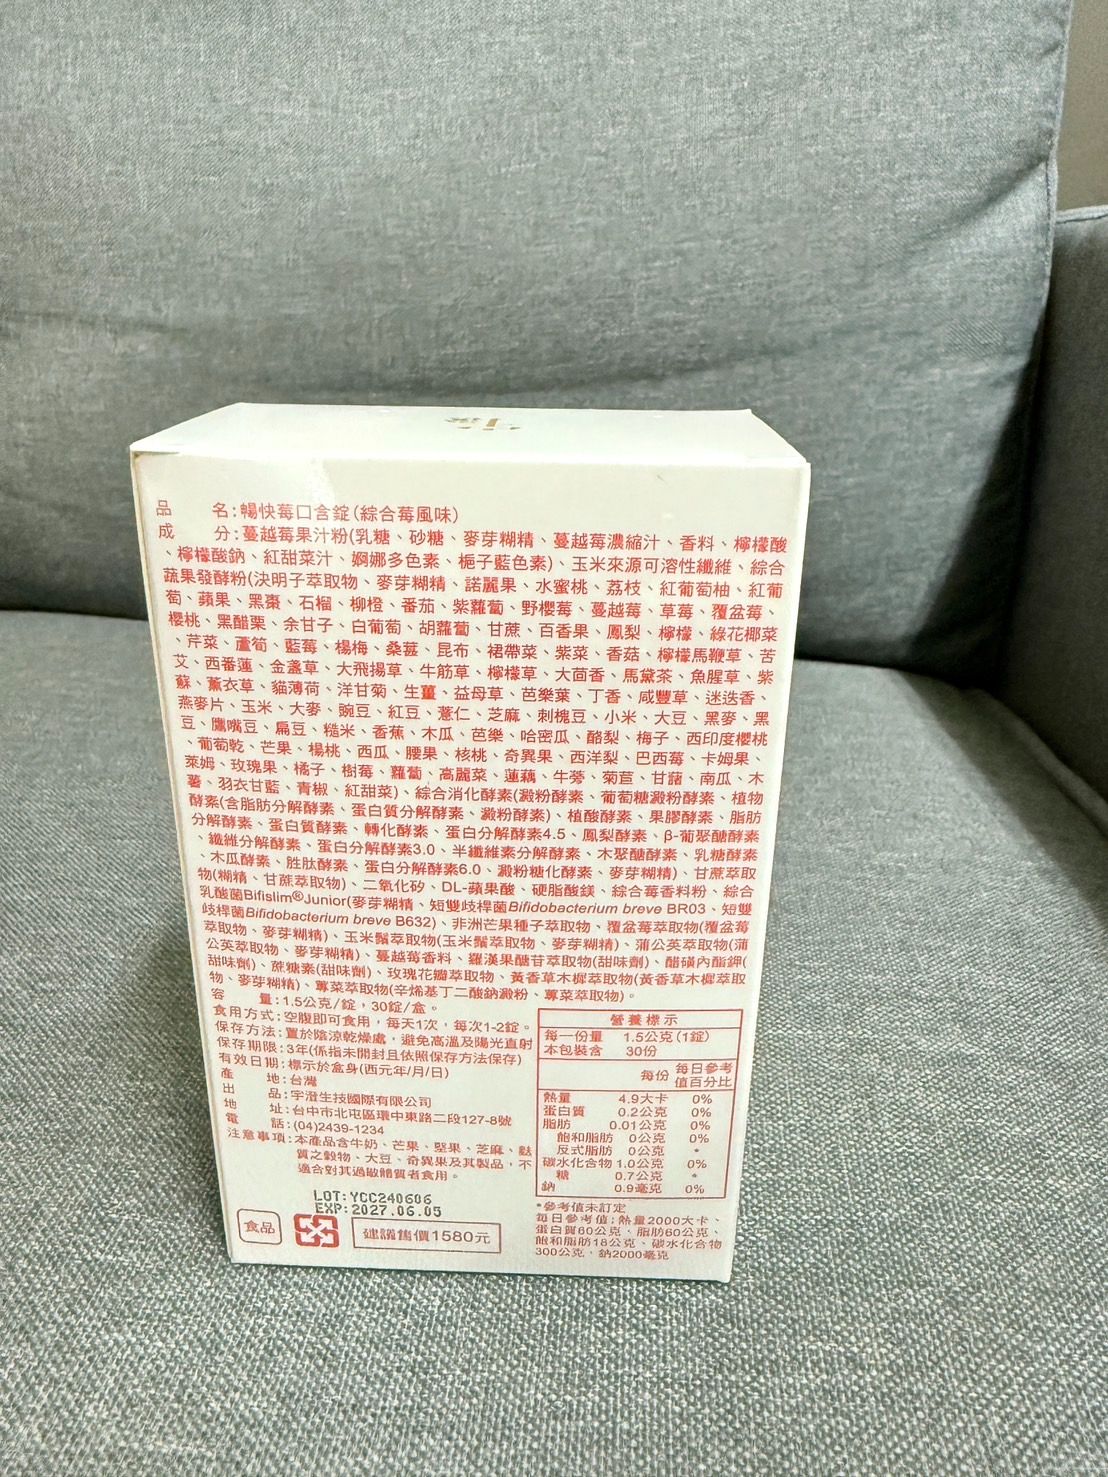 品　　名:暢快莓口含錠(綜合莓風味)
成　　分:蔓越莓果汁粉(乳糖、砂糖、麥芽糊精、蔓越莓濃縮汁、香料、檸檬酸
、檸檬酸鈉、紅甜菜汁、婀娜多色素、梔子藍色素)、玉米來源可溶性纖維、綜合
蔬果發酵粉(決明子萃取物、麥芽糊精、諾麗果、水蜜桃、荔枝、紅葡萄柚、紅葡
萄、蘋果、黑棗、石榴、柳橙、番茄、紫蘿蔔、野櫻莓、蔓越莓、草莓、覆盆莓、
櫻桃、黑醋栗、余甘子、白葡萄、胡蘿蔔、甘蔗、百香果、鳳梨、檸檬、綠花椰菜
、芹菜、蘆筍、藍莓、楊梅、桑葚、昆布、裙帶菜、紫菜、香菇、檸檬馬鞭草、苦
艾、西番蓮、金盞草、大飛揚草、牛筋草、檸檬草、大茴香、馬黛茶、魚腥草、紫
蘇、薰衣草、貓薄荷、洋甘菊、生薑、益母草、芭樂葉、丁香、咸豐草、迷迭香、
燕麥片、玉米、大麥、豌豆、紅豆、薏仁、芝麻、刺槐豆、小米、大豆、黑麥、黑
豆、鷹嘴豆、扁豆、糙米、香蕉、木瓜、芭樂、哈密瓜、酪梨、梅子、西印度櫻桃
、葡萄乾、芒果、楊桃、西瓜、腰果、核桃、奇異果、西洋梨、巴西莓、卡姆果、
萊姆、玫瑰果、橘子、樹莓、蘿蔔、高麗菜、蓮藕、牛蒡、菊苣、甘藷、南瓜、木
薯、羽衣甘藍、青椒、紅甜菜)、綜合消化酵素(澱粉酵素、葡萄糖澱粉酵素、植物
酵素(含脂肪分解酵素、蛋白質分解酵素、澱粉酵素)、植酸酵素、果膠酵素、脂肪
分解酵素、蛋白質酵素、轉化酵素、蛋白分解酵素4.5、鳳梨酵素、β-葡聚醣酵素
、纖維分解酵素、蛋白分解酵素3.0、半纖維素分解酵素、木聚醣酵素、乳糖酵素
、木瓜酵素、胜肽酵素、蛋白分解酵素6.0、澱粉糖化酵素、麥芽糊精)、甘蔗萃取
物(糊精、甘蔗萃取物)、二氧化矽、DL-蘋果酸、硬脂酸鎂、綜合莓香料粉、綜合
乳酸菌Bifislim®Junior(麥芽糊精、短雙歧桿菌Bifidobacterium breve BR03、短雙
歧桿菌Bifidobacterium breve B632)、非洲芒果種子萃取物、覆盆莓萃取物(覆盆莓
萃取物、麥芽糊精)、玉米鬚萃取物(玉米鬚萃取物、麥芽糊精)、蒲公英萃取物(蒲
公英萃取物、麥芽糊精)、蔓越莓香料、羅漢果醣苷萃取物(甜味劑)、醋磺內酯鉀(
甜味劑)、蔗糖素(甜味劑)、玫瑰花瓣萃取物、黃香草木樨萃取物(黃香草木樨萃取
物、麥芽糊精)、蓴菜萃取物(辛烯基丁二酸鈉澱粉、蓴菜萃取物)。
容　　量:1.5公克/錠，30錠/盒。
食用方式:空腹即可食用，每天1次，每次1-2錠。
保存方法:置於陰涼乾燥處，避免高溫及陽光直射
保存期限:3年(係指未開封且依照保存方法保存)
有效日期:標示於盒身(西元年/月/日)
產　　地:台灣
出　　品:宇澄生技國際有限公司
地　　址:台中市北屯區環中東路二段127-8號
電　　話:(04)2439-1234
注意事項:本產品含牛奶、芒果、堅果、芝麻、麩
質之穀物、大豆、奇異果及其製品，不
適合對其過敏體質者食用。
LOT:YCC240606
EXP:2027.06.05
食品
建議售價1580元
營養標示
每一份量　1.5公克(1錠)
本包裝含　30份
每份　每日參考值百分比
熱量　4.9大卡　0%
蛋白質　0.2公克　0%
脂肪　0.01公克　0%
飽和脂肪　0公克　0%
反式脂肪　0公克　*
碳水化合物　1.0公克　0%
糖　0.7公克　*
鈉　0.9毫克　0%
*參考值未訂定
每日參考值:熱量2000大卡、
蛋白質60公克、脂肪60公克、
飽和脂肪18公克、碳水化合物
300公克、鈉2000毫克